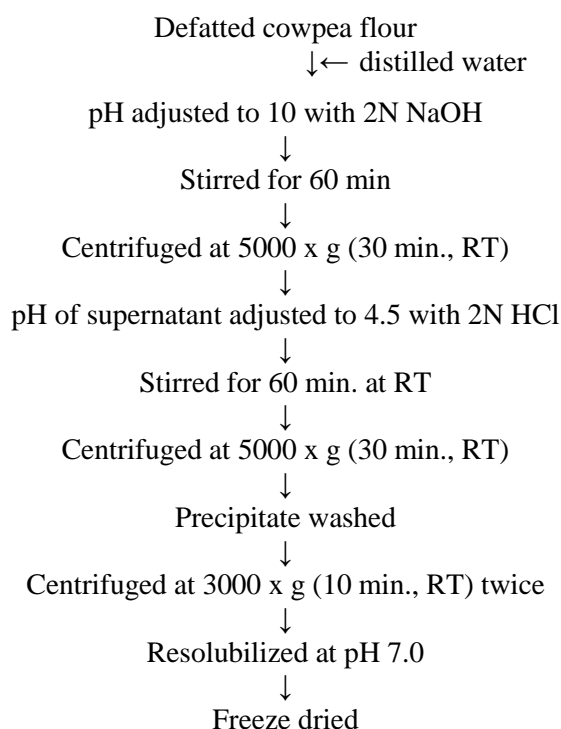 Defatted cowpea flour
↓← distilled water
pH adjusted to 10 with 2N NaOH
↓
Stirred for 60 min
↓
Centrifuged at 5000 x g (30 min., RT)
↓
pH of supernatant adjusted to 4.5 with 2N HCl
↓
Stirred for 60 min. at RT
↓
Centrifuged at 5000 x g (30 min., RT)
↓
Precipitate washed
↓
Centrifuged at 3000 x g (10 min., RT) twice
↓
Resolubilized at pH 7.0
↓
Freeze dried